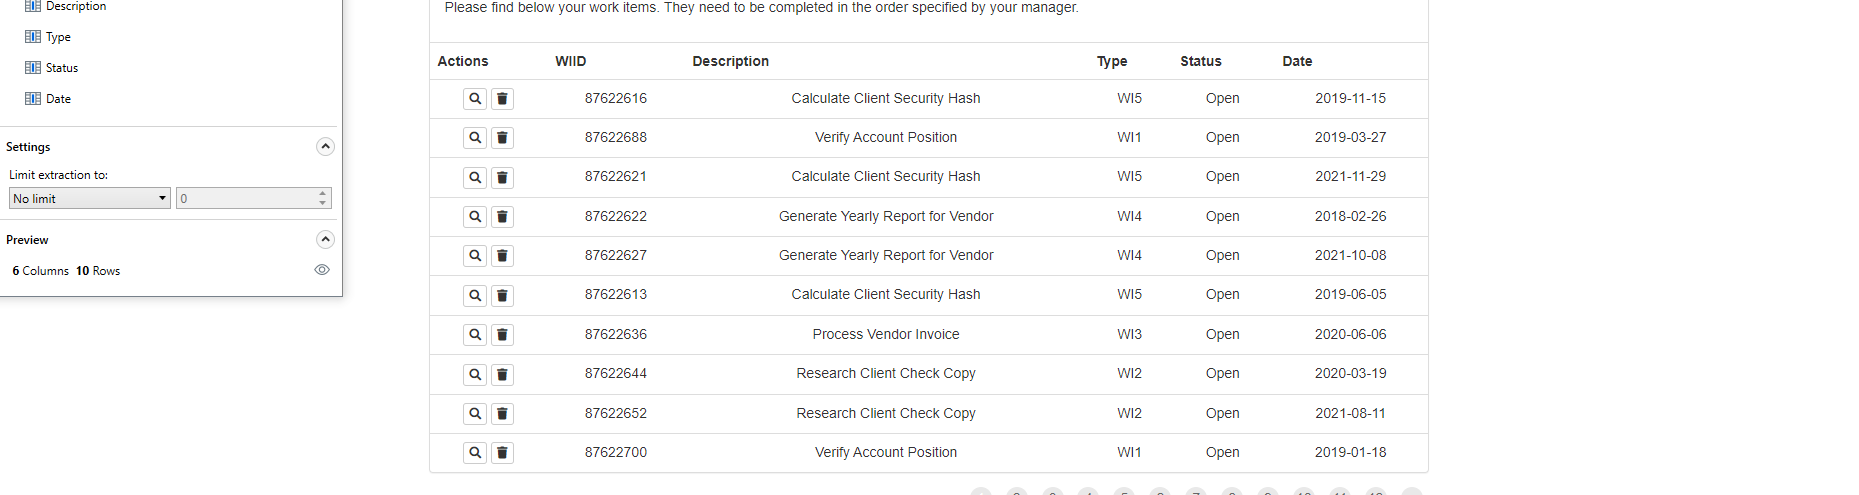 Description
Type
Status
Date
Settings
Limit extraction to:
No limit 0
Preview
6 Columns 10 Rows
Please find below your work items. They need to be completed in the order specified by your manager.
Actions WIID Description Type Status Date
87622616 Calculate Client Security Hash WI5 Open 2019-11-15
87622688 Verify Account Position WI1 Open 2019-03-27
87622621 Calculate Client Security Hash WI5 Open 2021-11-29
87622622 Generate Yearly Report for Vendor WI4 Open 2018-02-26
87622627 Generate Yearly Report for Vendor WI4 Open 2021-10-08
87622613 Calculate Client Security Hash WI5 Open 2019-06-05
87622636 Process Vendor Invoice WI3 Open 2020-06-06
87622644 Research Client Check Copy WI2 Open 2020-03-19
87622652 Research Client Check Copy WI2 Open 2021-08-11
87622700 Verify Account Position WI1 Open 2019-01-18